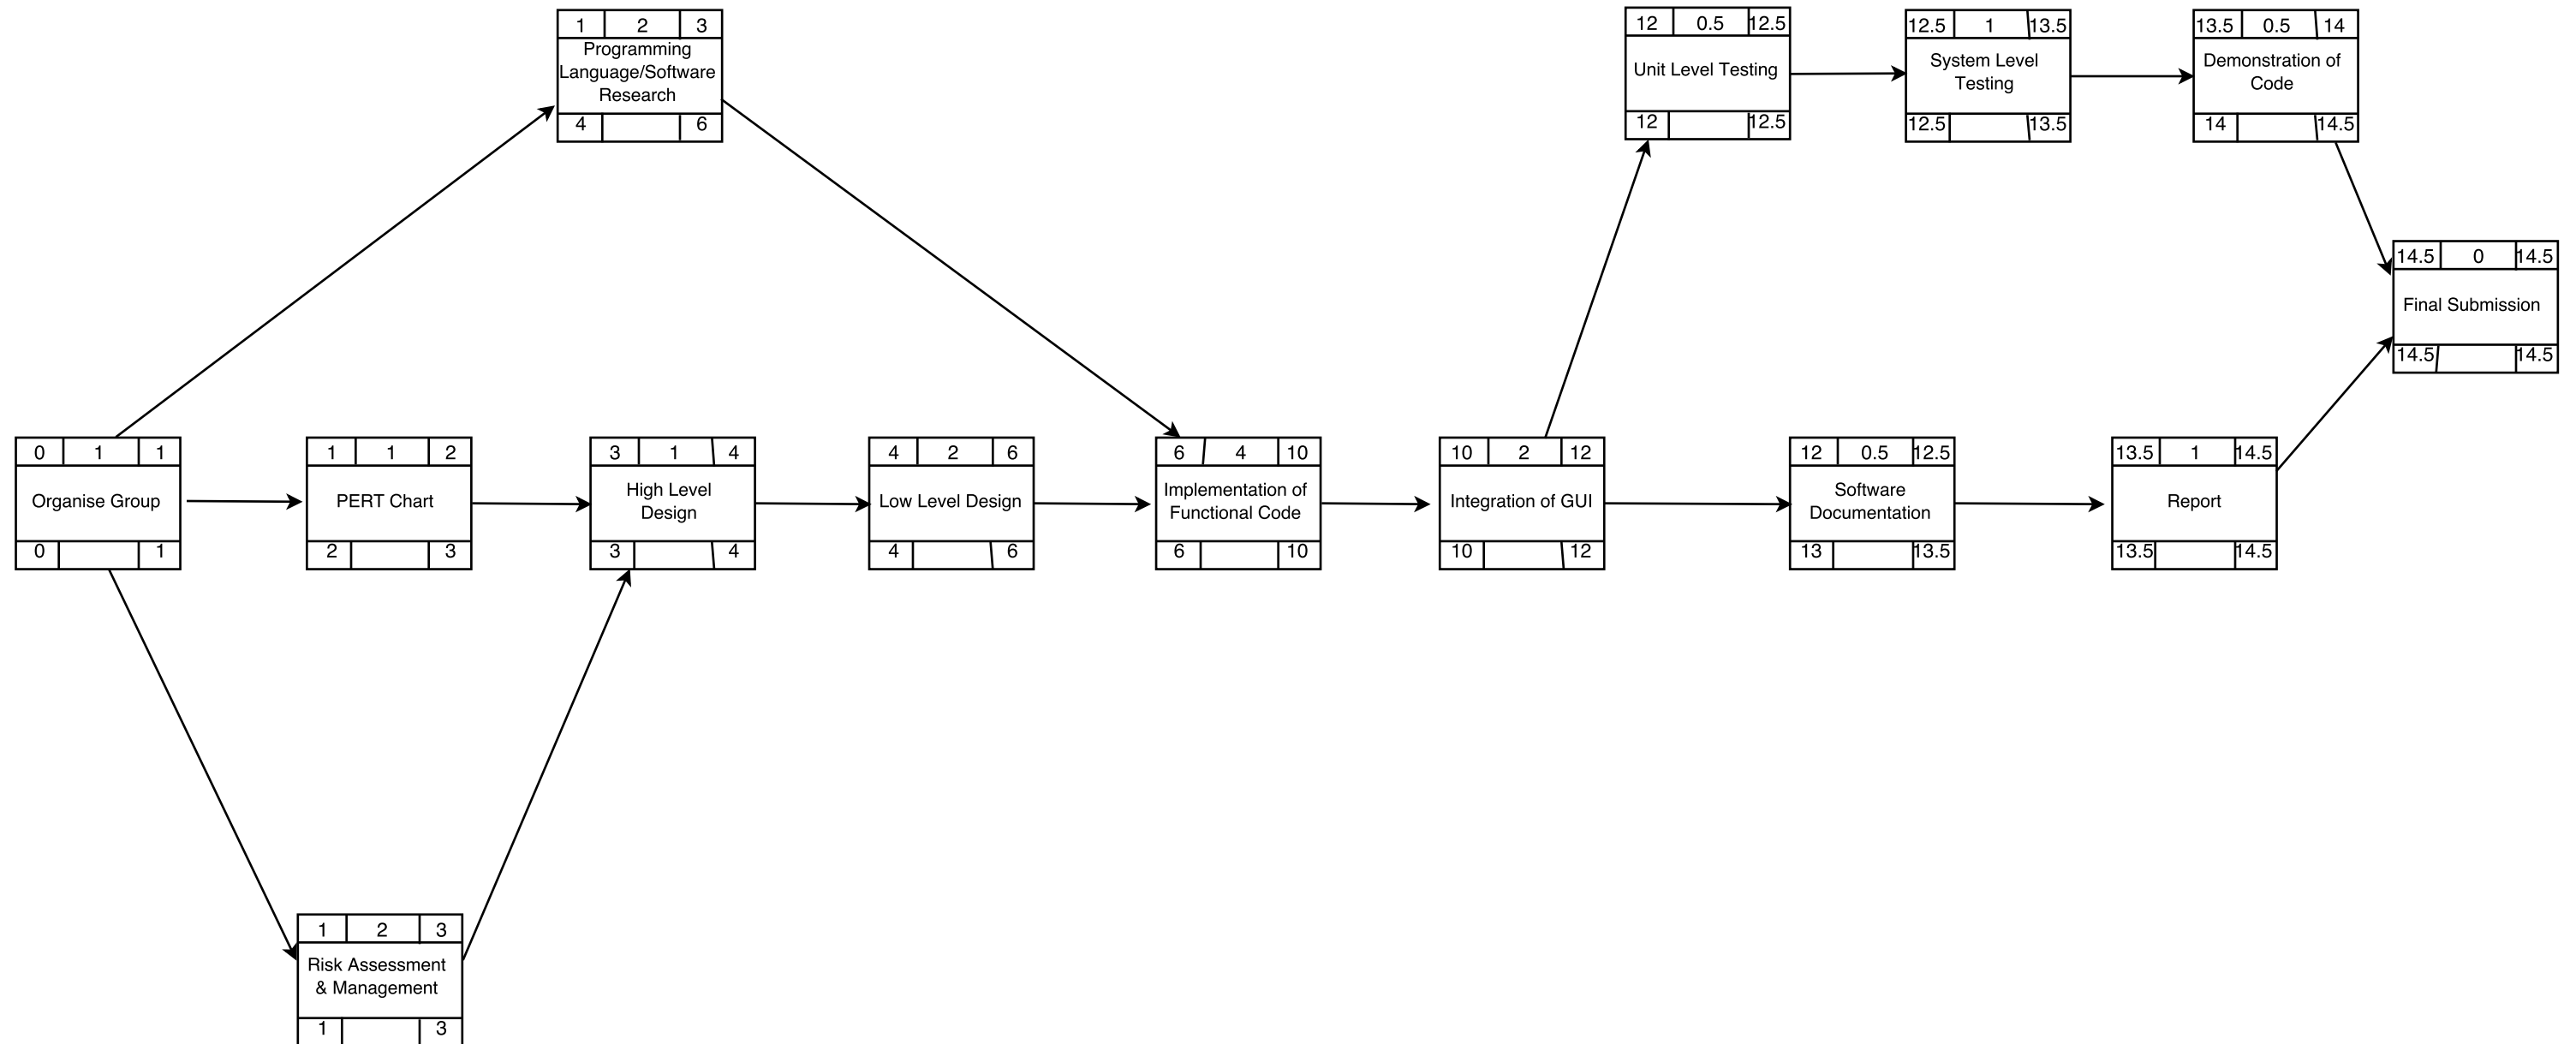 1 2 3
Programming
Language/Software
Research
4 6
12 0.5 12.5
Unit Level Testing
12 12.5
12.5 1 13.5
System Level
Testing
12.5 13.5
13.5 0.5 14
Demonstration of
Code
14 14.5
14.5 0 14.5
Final Submission
14.5 14.5
0 1 1
Organise Group
0 1
1 1 2
PERT Chart
2 3
3 1 4
High Level
Design
3 4
4 2 6
Low Level Design
4 6
6 4 10
Implementation of
Functional Code
6 10
10 2 12
Integration of GUI
10 12
12 0.5 12.5
Software
Documentation
13 13.5
13.5 1 14.5
Report
13.5 14.5
1 2 3
Risk Assessment
& Management
1 3